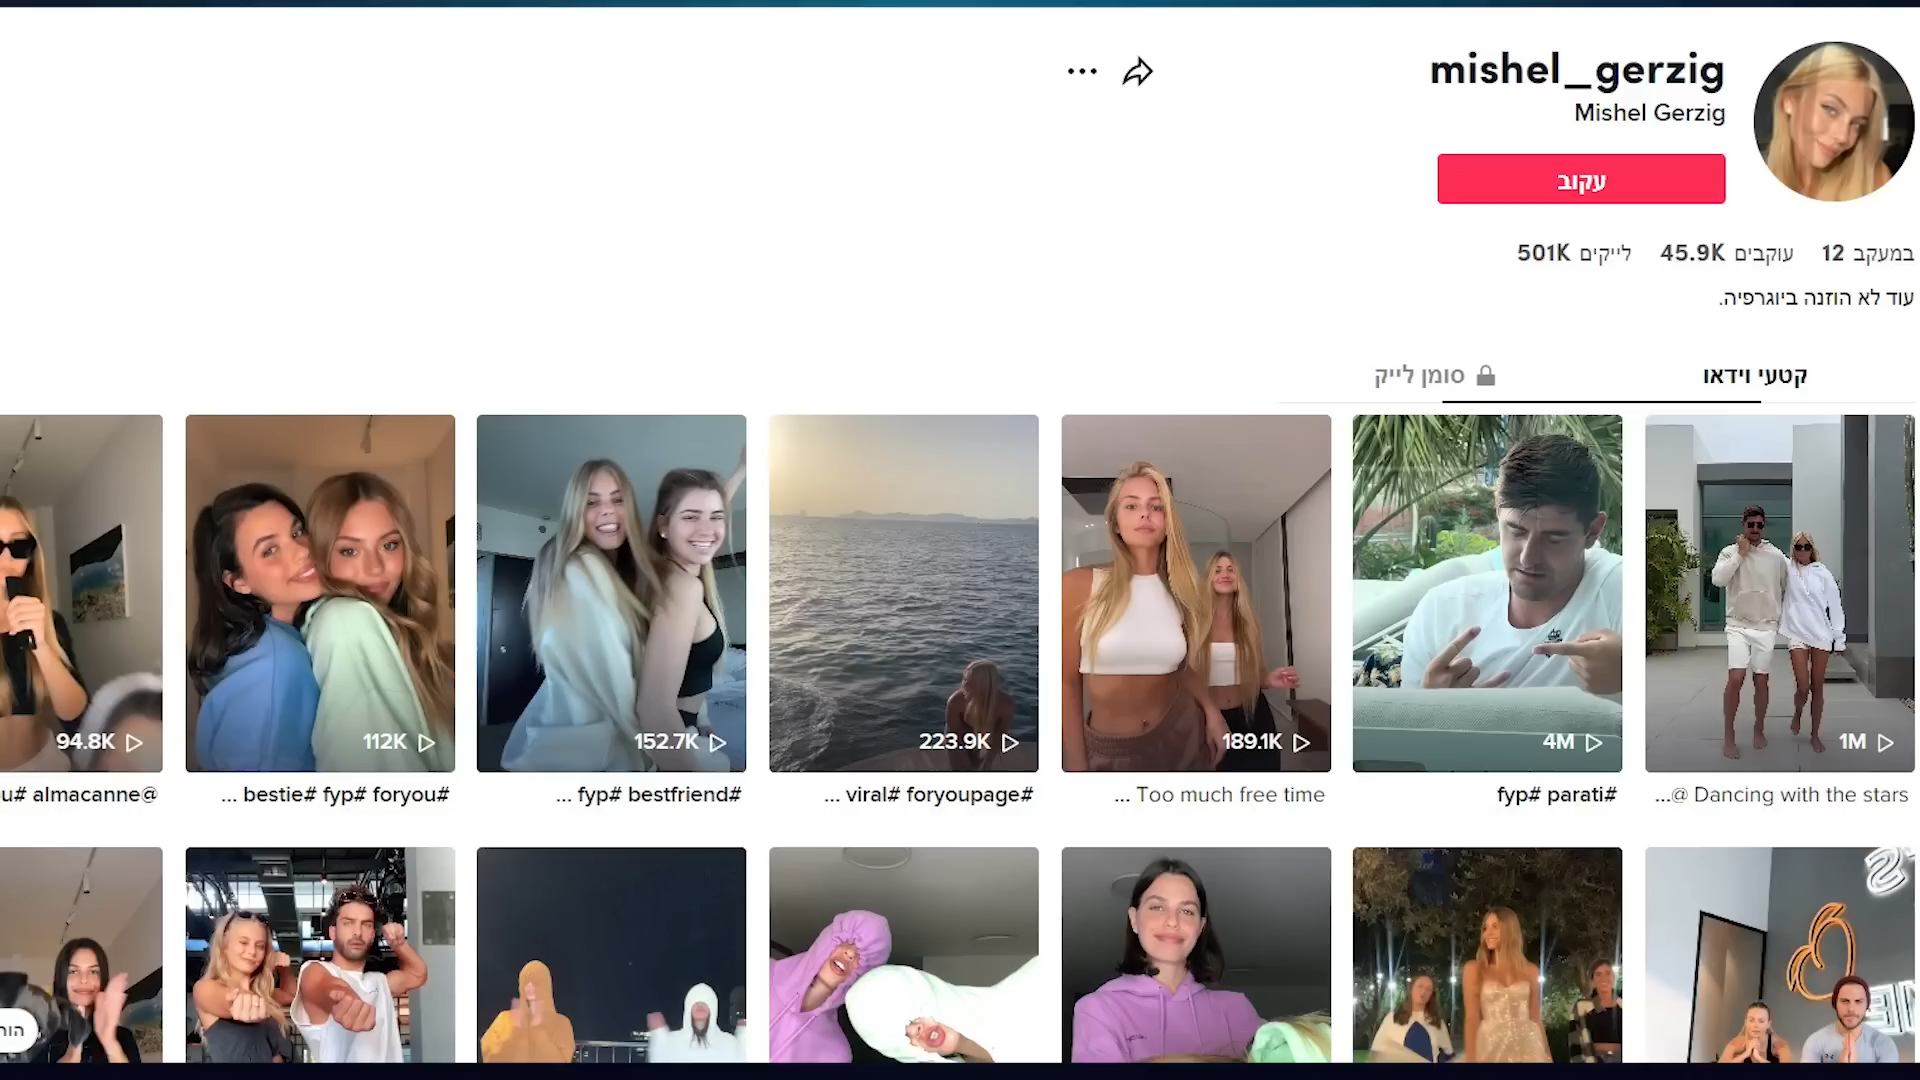 mishel_gerzig
Mishel Gerzig
עקוב
במעקב 12 עוקבים 45.9K לייקים 501K
עוד לא הוזנה ביוגרפיה.
קטעי וידאו
סומן לייק
1M
4M
189.1K
223.9K
152.7K
112K
94.8K
...@ Dancing with the stars
fyp# parati#
... Too much free time
... viral# foryoupage#
... fyp# bestfriend#
... bestie# fyp# foryou#
u# almacanne@